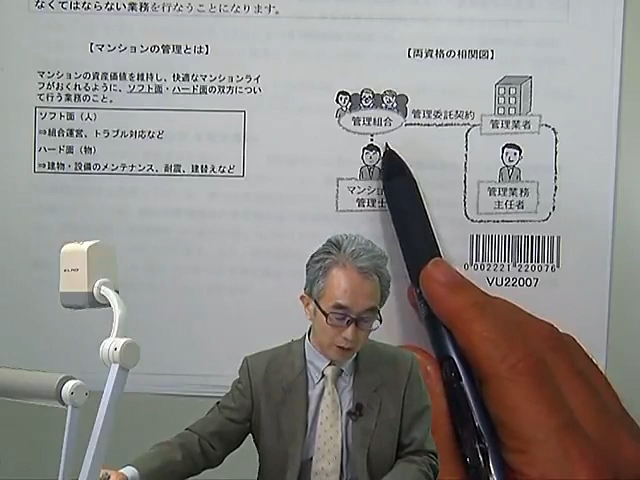 なくてはならない業務を行なうことになります。
【マンションの管理とは】
マンションの資産価値を維持し、快適なマンションライ
フがおくれるように、ソフト面・ハード面の双方につい
て行う業務のこと。
ソフト面(人)
⇒組合運営、トラブル対応など
ハード面(物)
⇒建物・設備のメンテナンス、耐震、建替えなど
【両資格の相関図】
管理組合
管理委託契約
管理業者
マンシ
管理士
管理業務
主任者
0 002221 220076
VU22007
ELMO